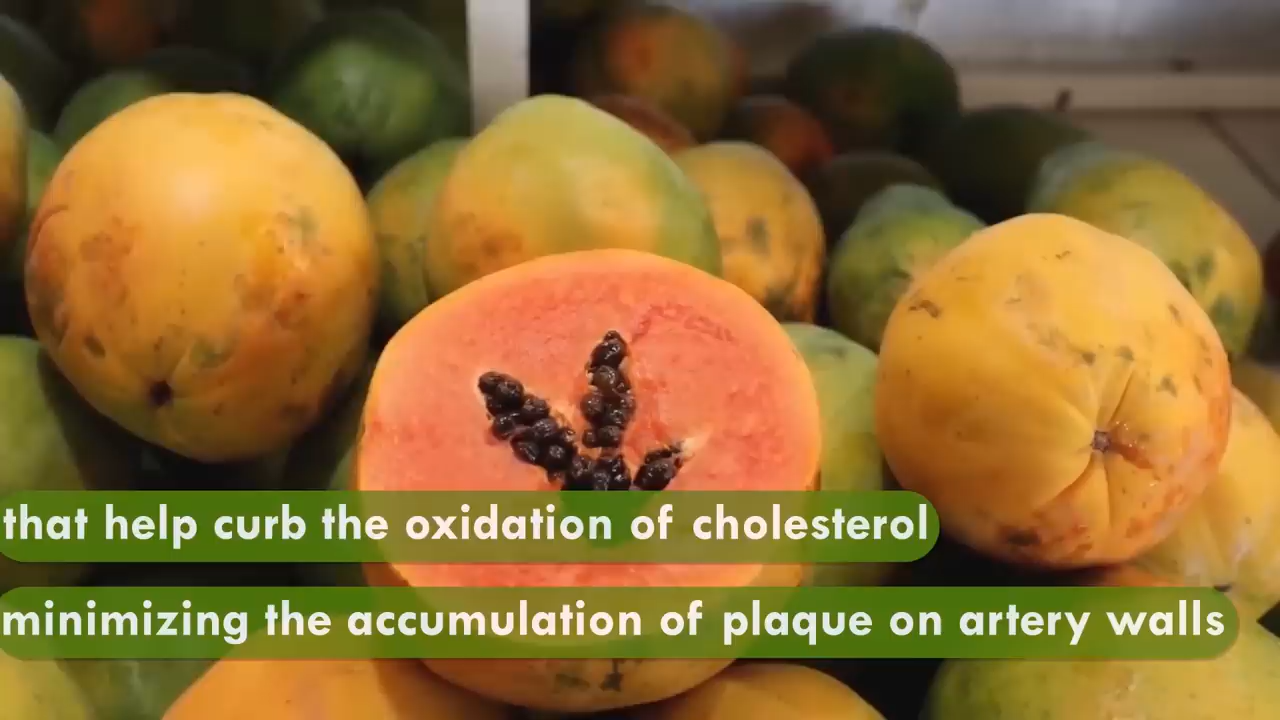 that help curb the oxidation of cholesterol
minimizing the accumulation of plaque on artery walls